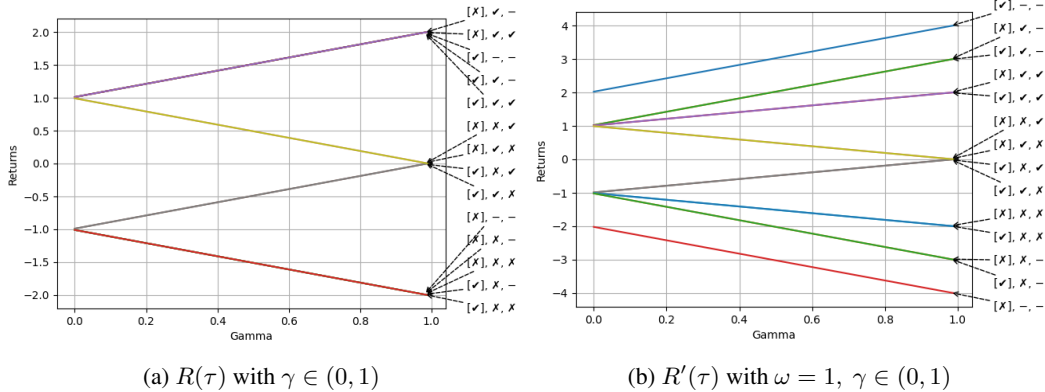 2.0
1.5
1.0
0.5
0.0
−0.5
−1.0
−1.5
−2.0
Returns
0.0 0.2 0.4 0.6 0.8 1.0
Gamma
[✗], ✔, −
[✗], ✔, ✔
[✔], −, −
[✔], ✔, −
[✔], ✔, ✔
[✗], ✗, ✔
[✗], ✔, ✗
[✔], ✗, ✔
[✔], ✔, ✗
[✗], −, −
[✗], ✗, −
[✗], ✗, ✗
[✔], ✗, −
[✔], ✗, ✗
(a) R(τ) with γ ∈ (0, 1)
4
3
2
1
0
−1
−2
−3
−4
Returns
0.0 0.2 0.4 0.6 0.8 1.0
Gamma
[✔], −, −
[✗], ✔, −
[✔], ✔, −
[✗], ✔, ✔
[✔], ✔, ✔
[✗], ✗, ✔
[✗], ✔, ✗
[✔], ✗, ✔
[✔], ✔, ✗
[✗], ✗, ✗
[✔], ✗, ✗
[✗], ✗, −
[✔], ✗, −
[✗], −, −
(b) R′(τ) with ω = 1, γ ∈ (0, 1)